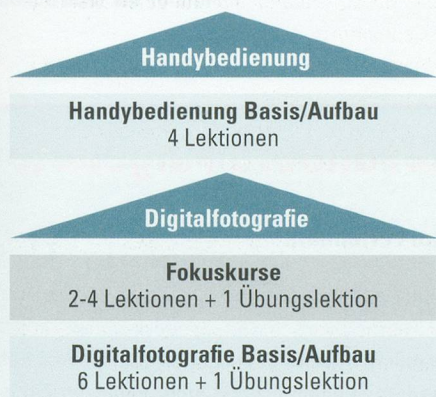 Handybedienung
Handybedienung Basis/Aufbau
4 Lektionen
Digitalfotografie
Fokuskurse
2-4 Lektionen + 1 Übungslektion
Digitalfotografie Basis/Aufbau
6 Lektionen + 1 Übungslektion